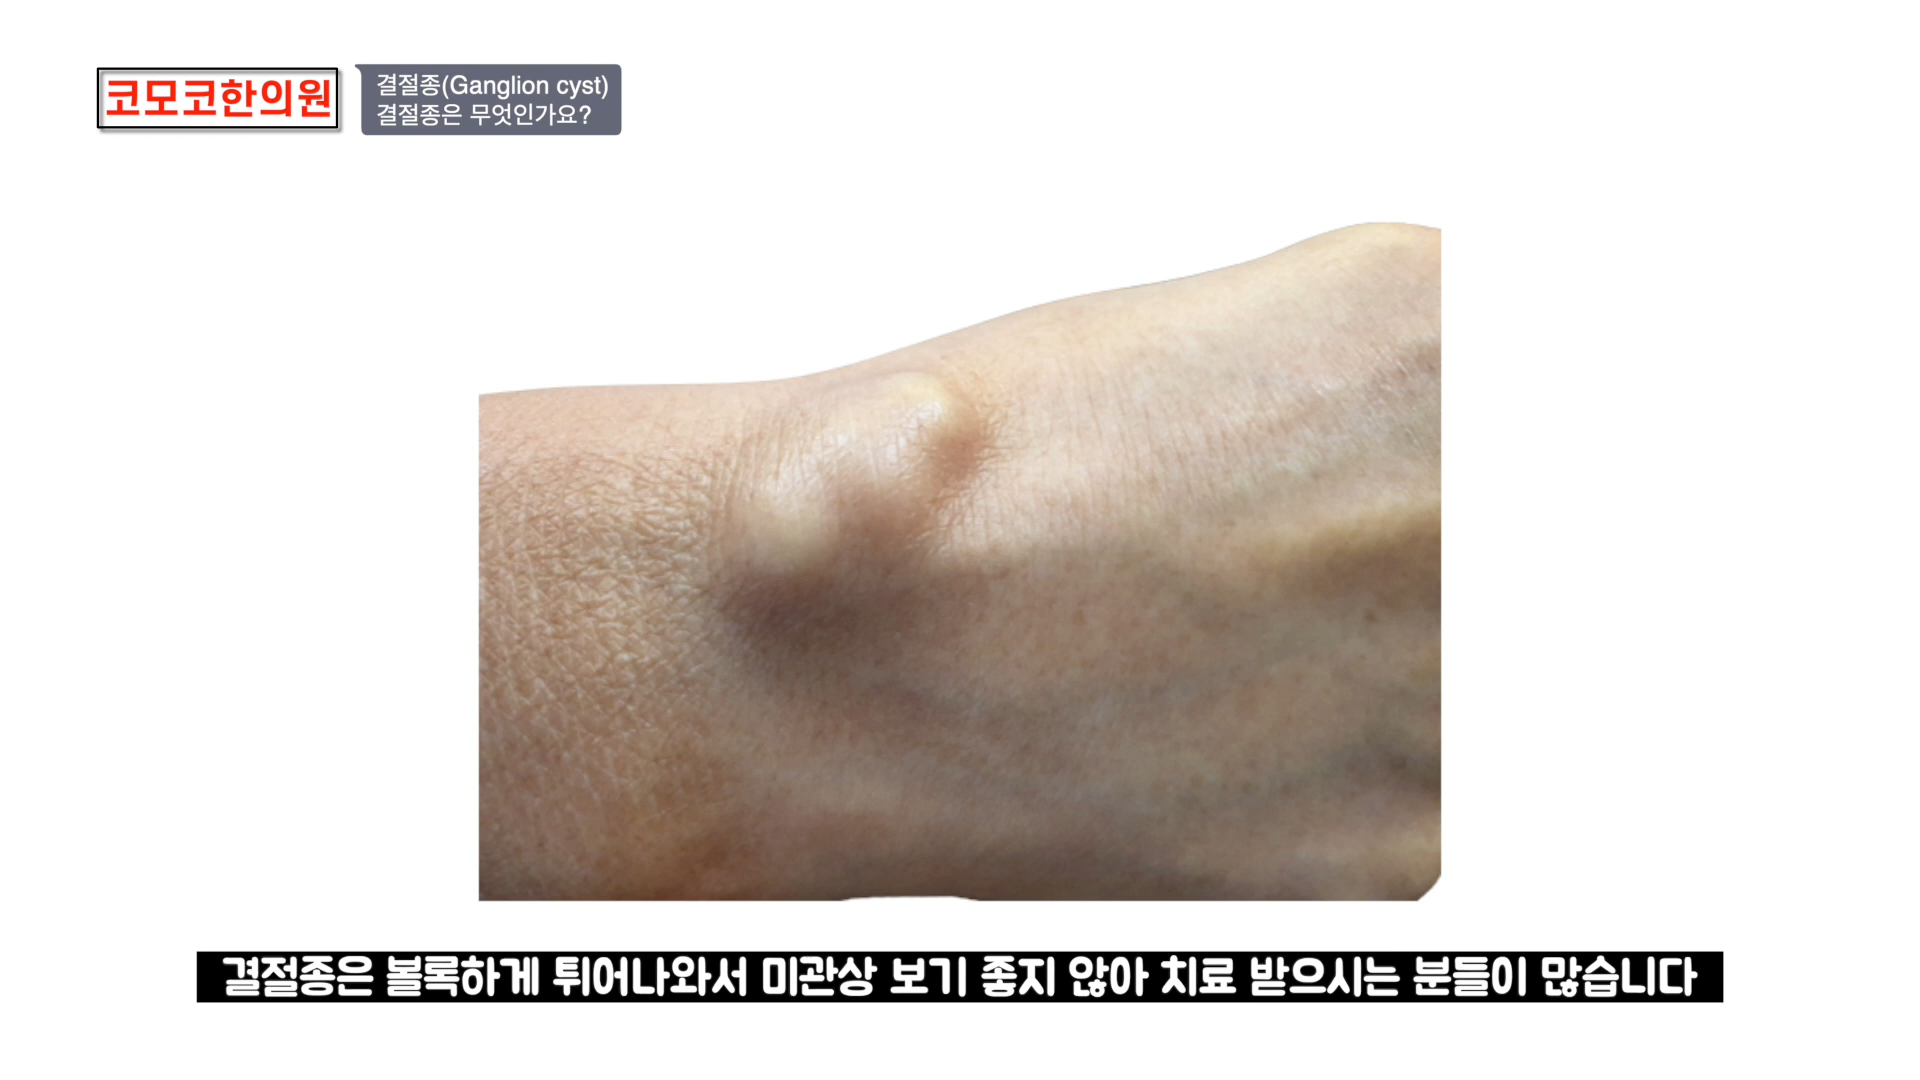 코모코한의원
결절종(Ganglion cyst)
결절종은 무엇인가요?
결절종은 볼록하게 튀어나와서 미관상 보기 좋지 않아 치료 받으시는 분들이 많습니다